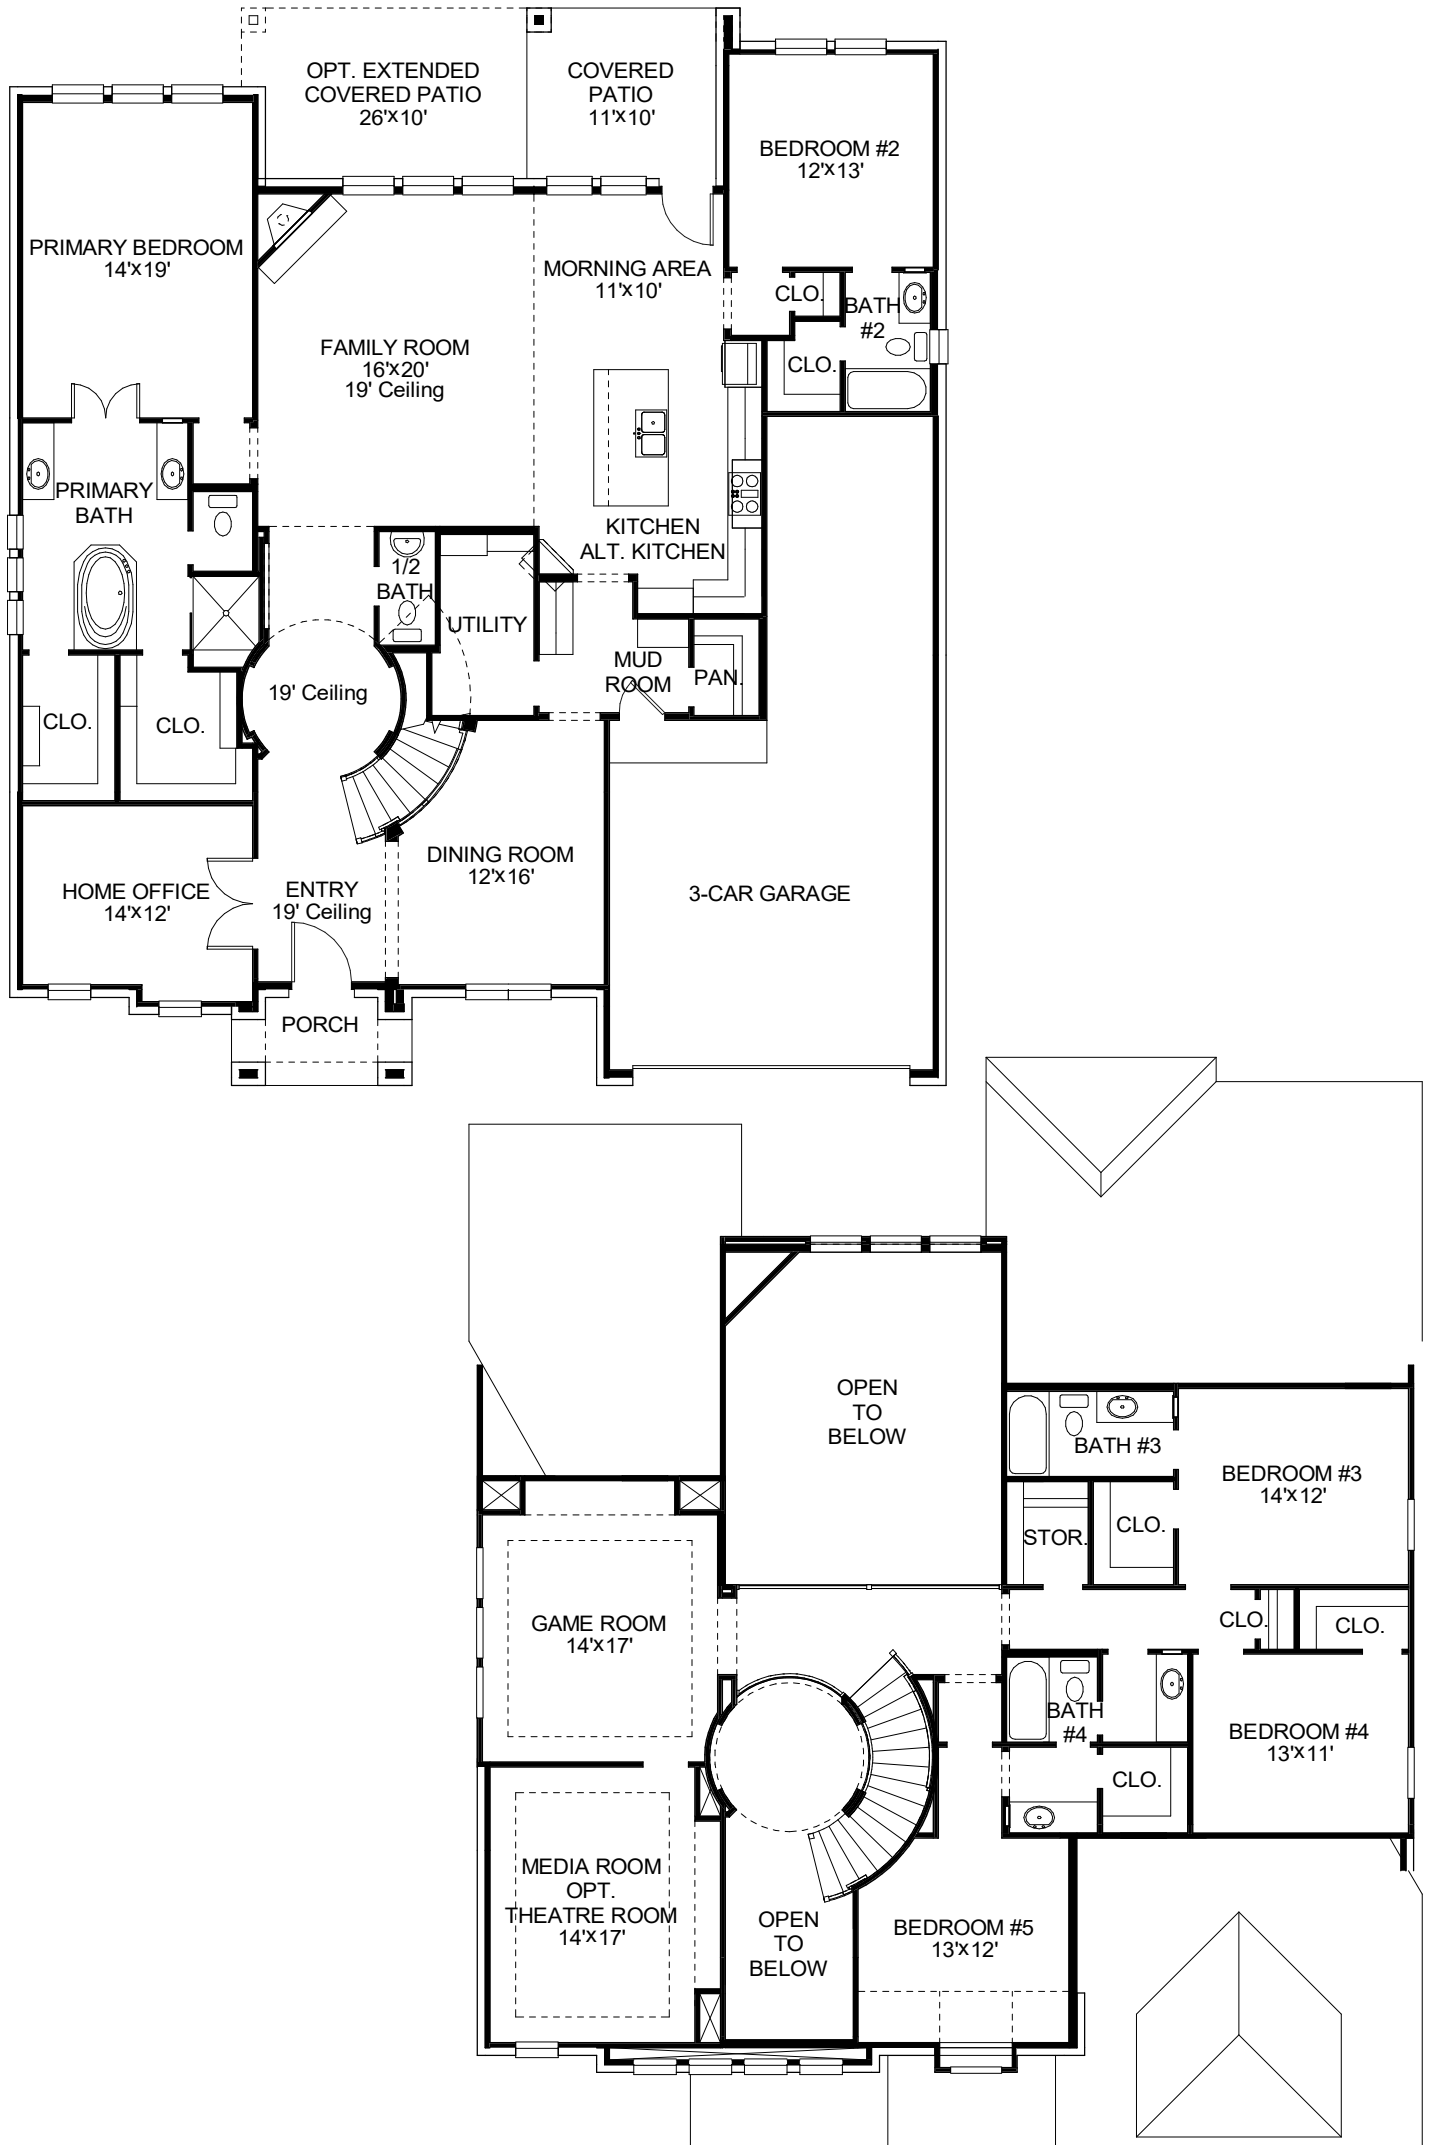 OPT. EXTENDED
COVERED PATIO
26'x10'
COVERED
PATIO
11'x10'
BEDROOM #2
12'x13'
PRIMARY BEDROOM
14'x19'
MORNING AREA
11'x10'
CLO.
BATH
#2
CLO.
FAMILY ROOM
16'x20'
19' Ceiling
PRIMARY
BATH
KITCHEN
ALT. KITCHEN
1/2
BATH
UTILITY
MUD
ROOM
PAN.
19' Ceiling
CLO.
CLO.
DINING ROOM
12'x16'
HOME OFFICE
14'x12'
ENTRY
19' Ceiling
3-CAR GARAGE
PORCH
OPEN
TO
BELOW
BATH #3
BEDROOM #3
14'x12'
STOR.
CLO.
GAME ROOM
14'x17'
CLO.
CLO.
BATH
#4
BEDROOM #4
13'x11'
CLO.
MEDIA ROOM
OPT.
THEATRE ROOM
14'x17'
OPEN
TO
BELOW
BEDROOM #5
13'x12'